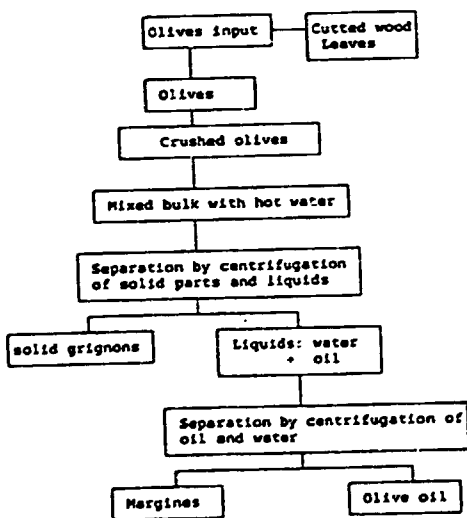 Olives input
Cutted wood
Leaves
Olives
Crushed olives
Mixed bulk with hot water
Separation by centrifugation
of solid parts and liquids
solid grignons
Liquids: water
+ oil
Separation by centrifugation of
oil and water
Margines
Olive oil